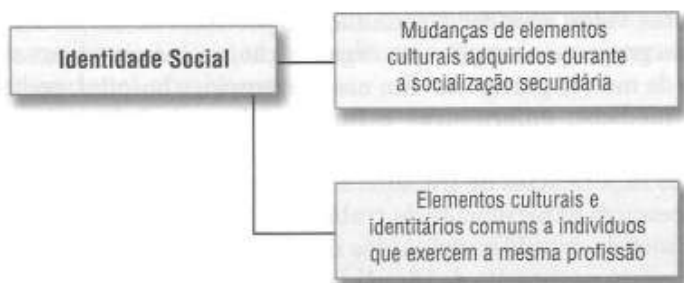 Identidade Social
Mudanças de elementos
culturais adquiridos durante
a socialização secundária
Elementos culturais e
identitários comuns a indivíduos
que exercem a mesma profissão